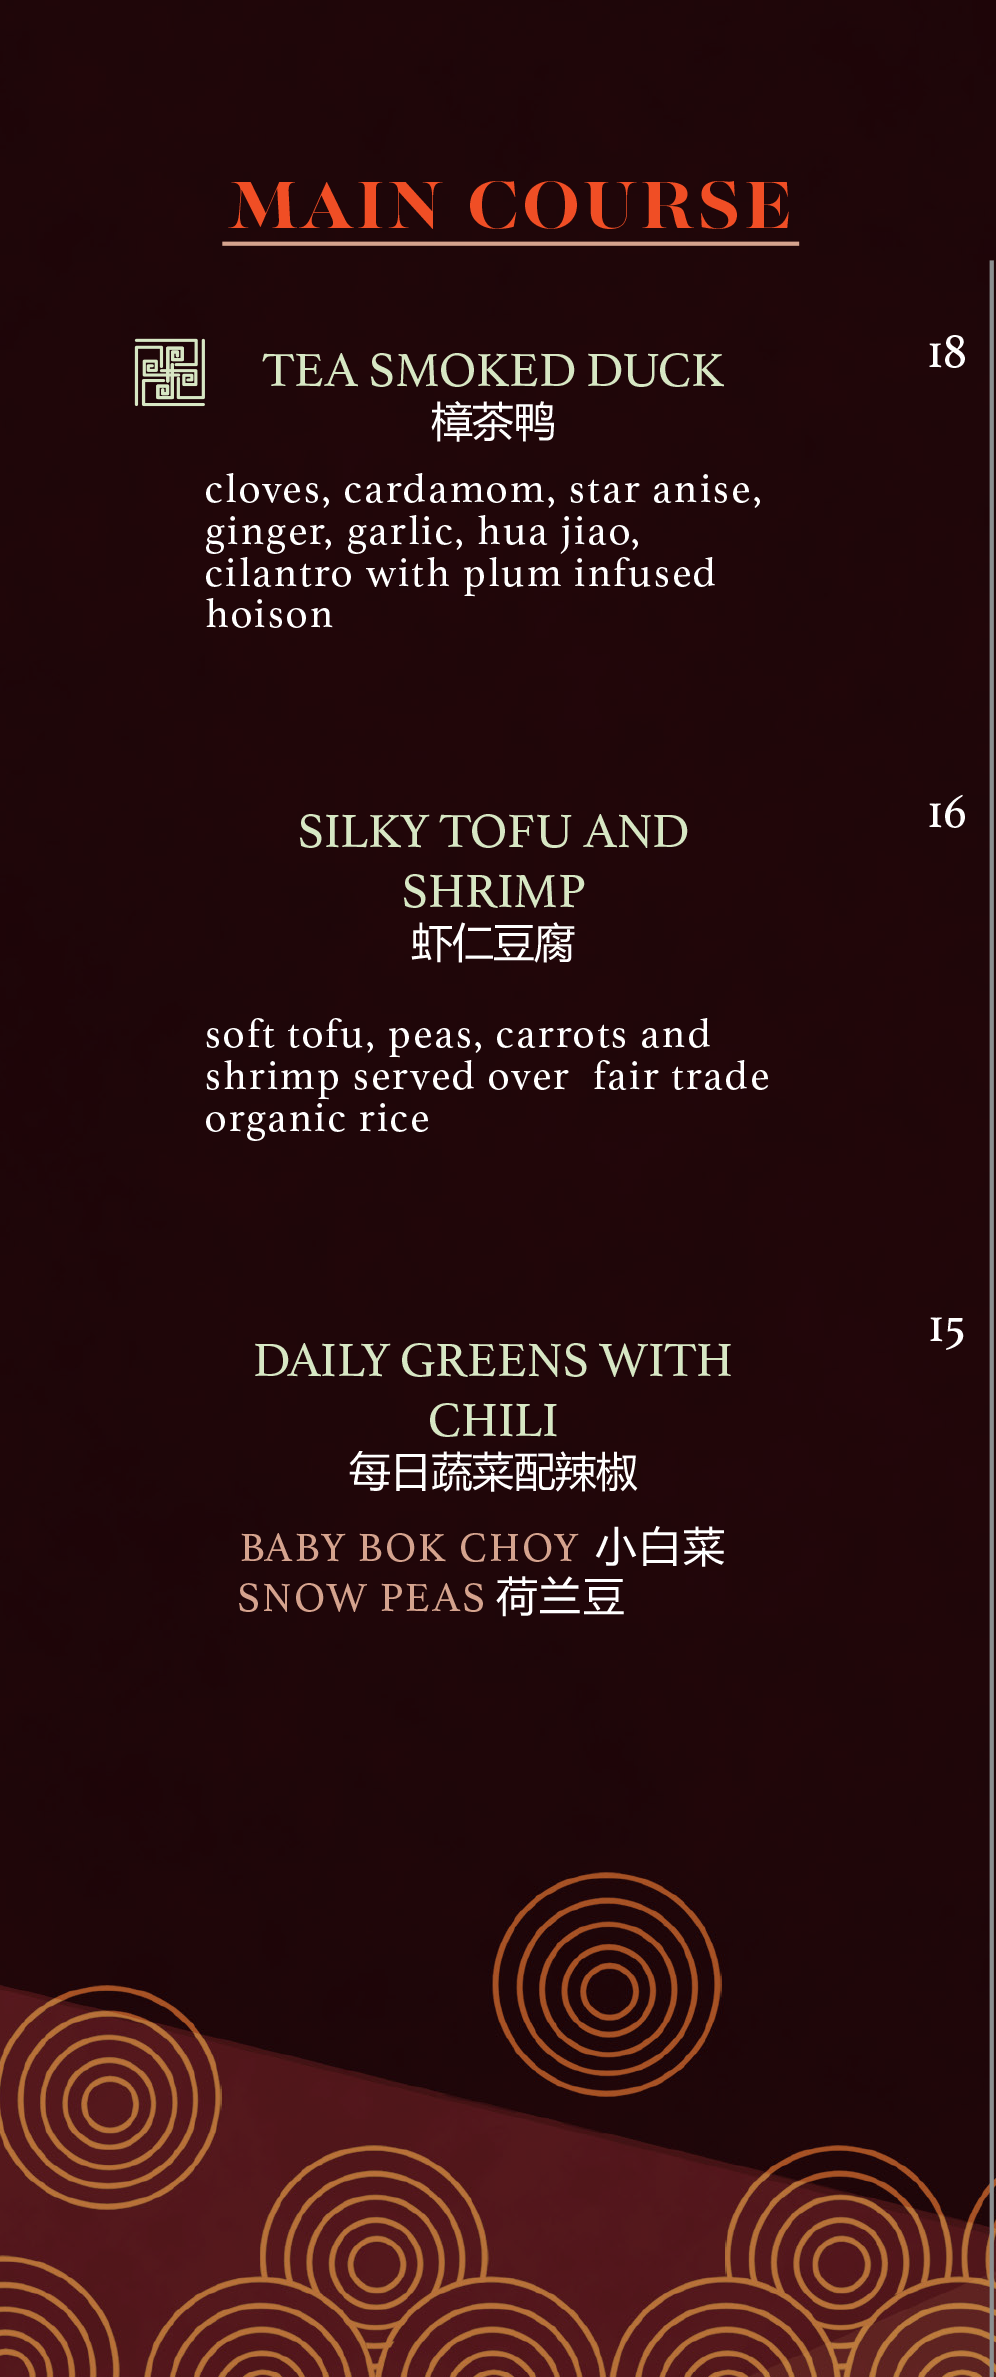 MAIN COURSE
TEA SMOKED DUCK
18
樟茶鸭
cloves, cardamom, star anise,
ginger, garlic, hua jiao,
cilantro with plum infused
hoison
SILKY TOFU AND
16
SHRIMP
虾仁豆腐
soft tofu, peas, carrots and
shrimp served over fair trade
organic rice
DAILY GREENS WITH
15
CHILI
每日蔬菜配辣椒
BABY BOK CHOY 小白菜
SNOW PEAS 荷兰豆